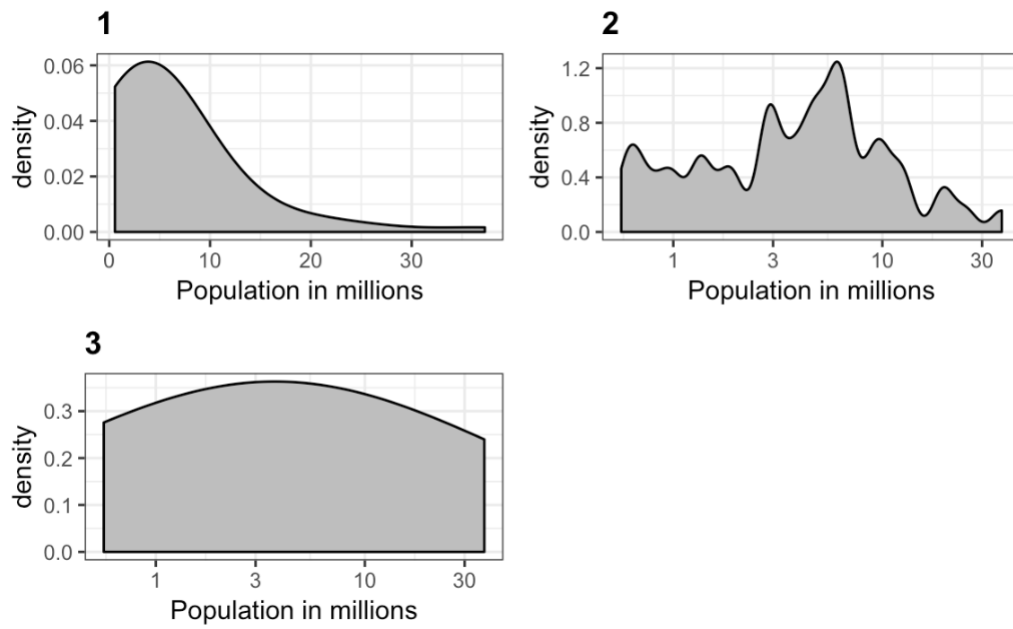 1
0.06
0.04
0.02
0.00
density
0 10 20 30
Population in millions
2
1.2
0.8
0.4
0.0
density
1 3 10 30
Population in millions
3
0.3
0.2
0.1
0.0
density
1 3 10 30
Population in millions